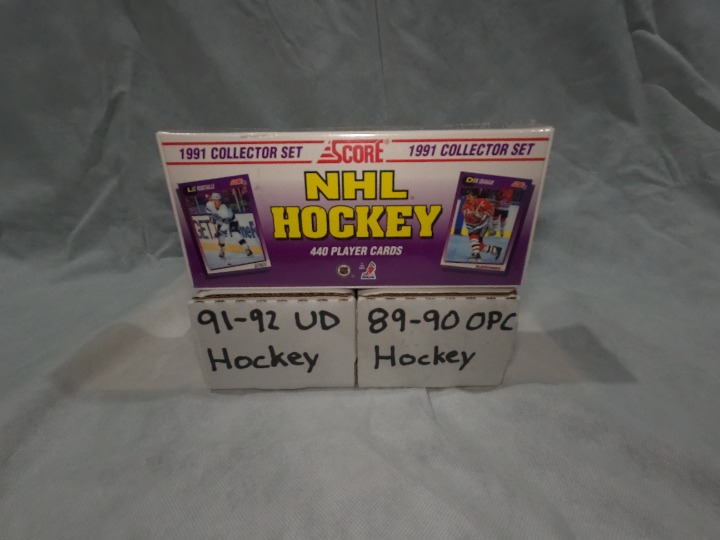 1991 COLLECTOR SET SCORE 1991 COLLECTOR SET
NHL
HOCKEY
440 PLAYER CARDS
91-92 UD
Hockey
89-90 OPC
Hockey